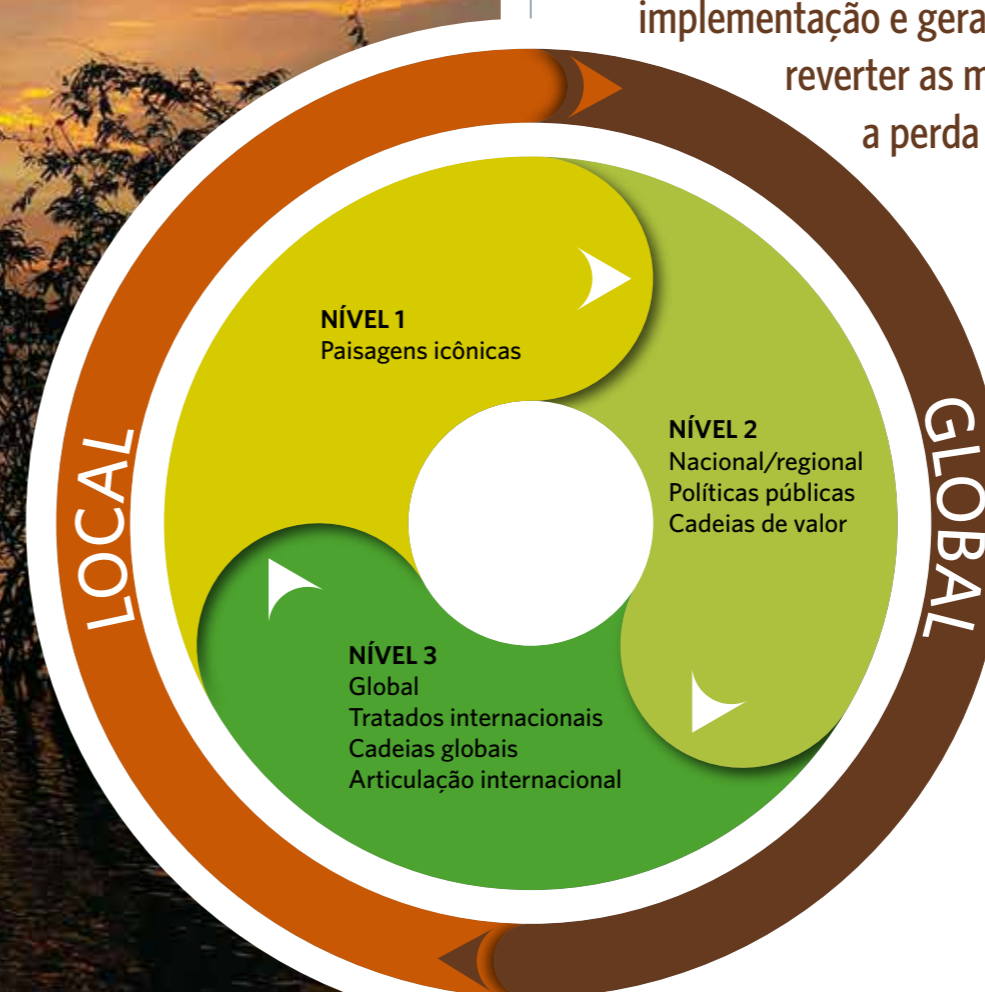 implementação e gera
reverter as m
a perda
NÍVEL 1
Paisagens icônicas
NÍVEL 2
Nacional/regional
Políticas públicas
Cadeias de valor
NÍVEL 3
Global
Tratados internacionais
Cadeias globais
Articulação internacional
LOCAL
GLOBAL